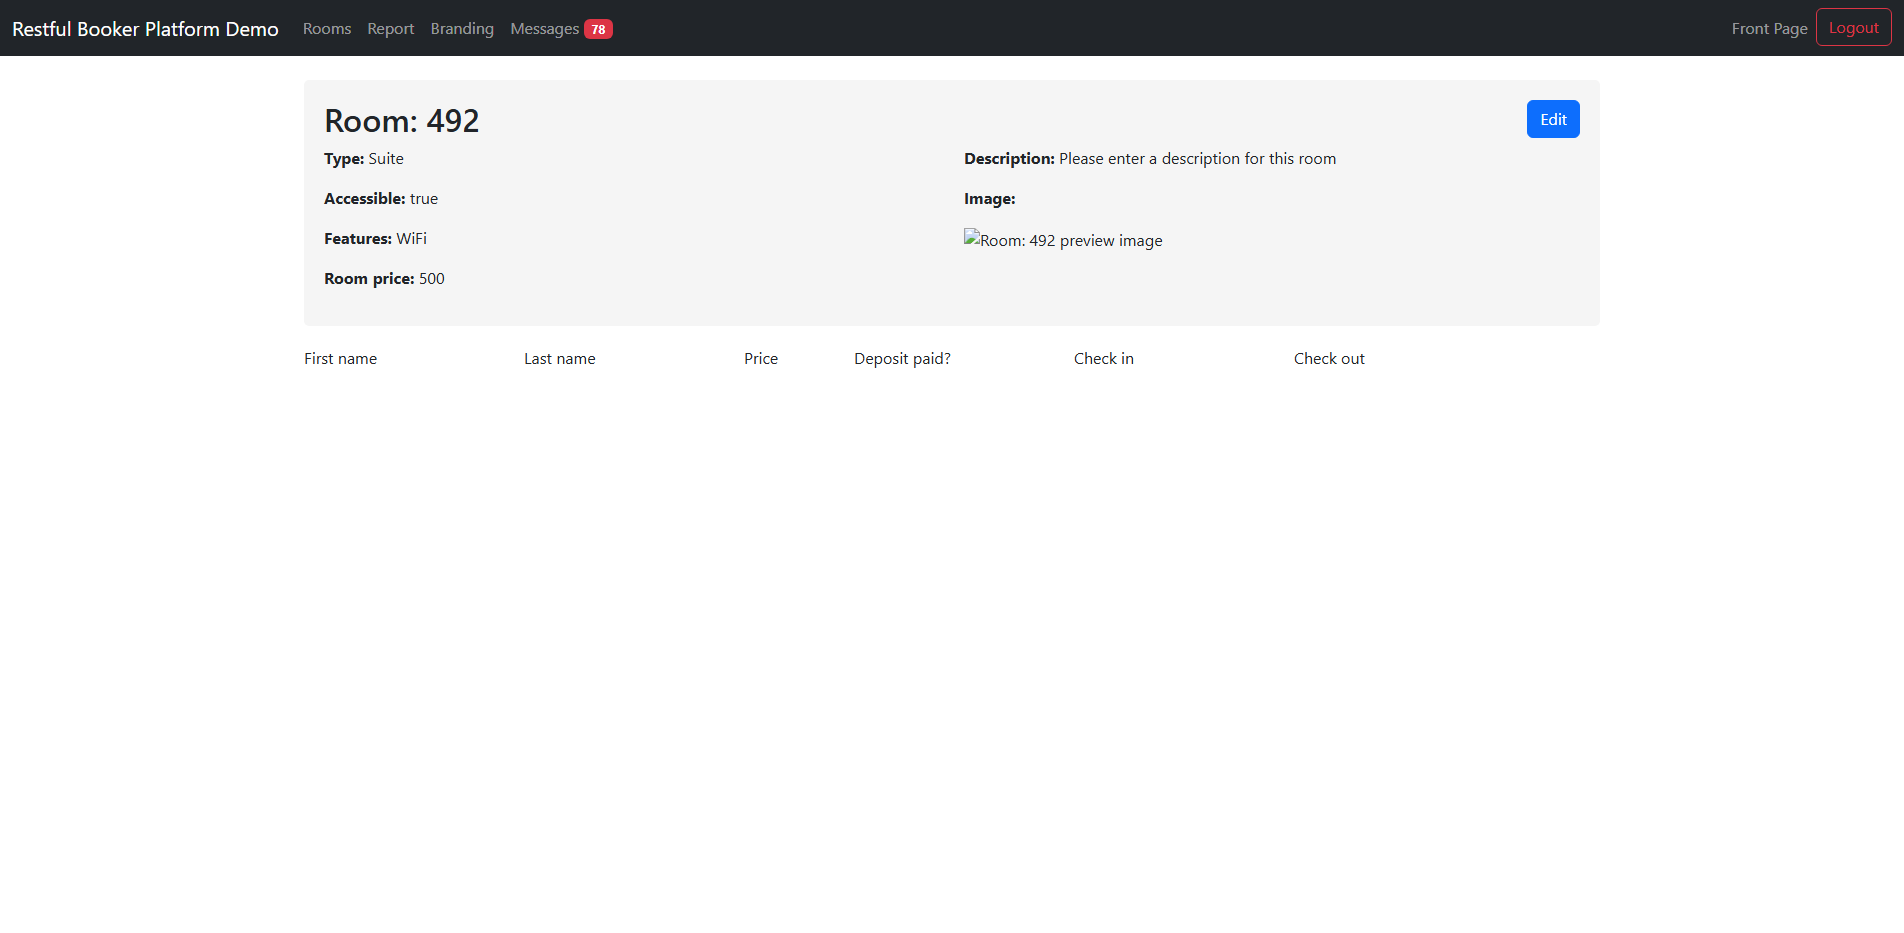 Restful Booker Platform Demo Rooms Report Branding Messages 78 Front Page Logout
Room: 492 Edit
Type: Suite Description: Please enter a description for this room
Accessible: true Image:
Features: WiFi Room: 492 preview image
Room price: 500
First name Last name Price Deposit paid? Check in Check out